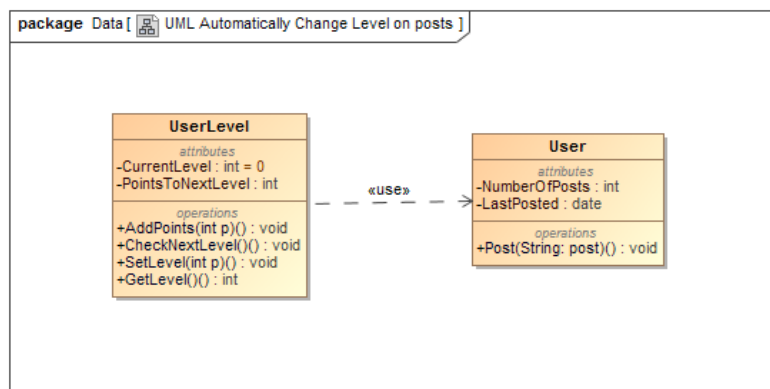 package Data [ UML Automatically Change Level on posts ]
UserLevel
attributes
-CurrentLevel : int = 0
-PointsToNextLevel : int
operations
+AddPoints(int p)() : void
+CheckNextLevel()() : void
+SetLevel(int p)() : void
+GetLevel()() : int
«use»
User
attributes
-NumberOfPosts : int
-LastPosted : date
operations
+Post(String: post)() : void